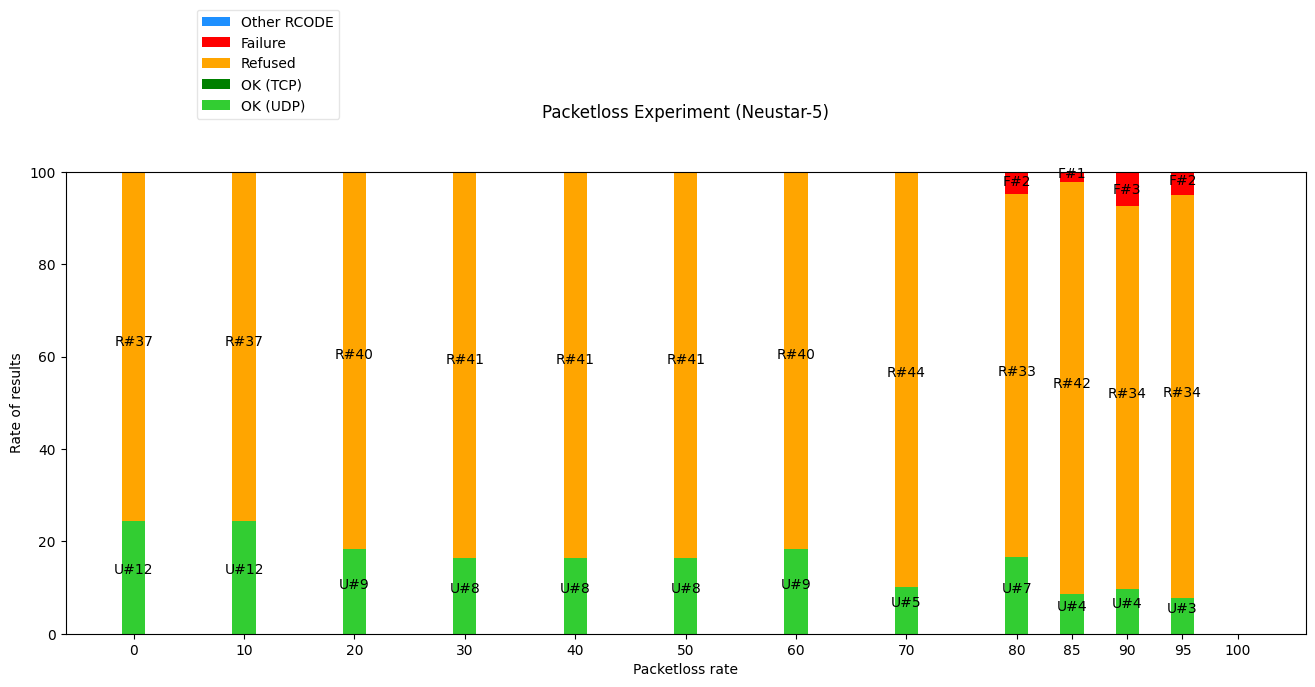 Other RCODE
Failure
Refused
OK (TCP)
OK (UDP)
Packetloss Experiment (Neustar-5)
100
80
60
40
20
0
Rate of results
F#2
F#1
F#3
F#2
R#37
R#37
R#40
R#41
R#41
R#41
R#40
R#44
R#33
R#42
R#34
R#34
U#12
U#12
U#9
U#8
U#8
U#8
U#9
U#5
U#7
U#4
U#4
U#3
0
10
20
30
40
50
60
70
80
85
90
95
100
Packetloss rate